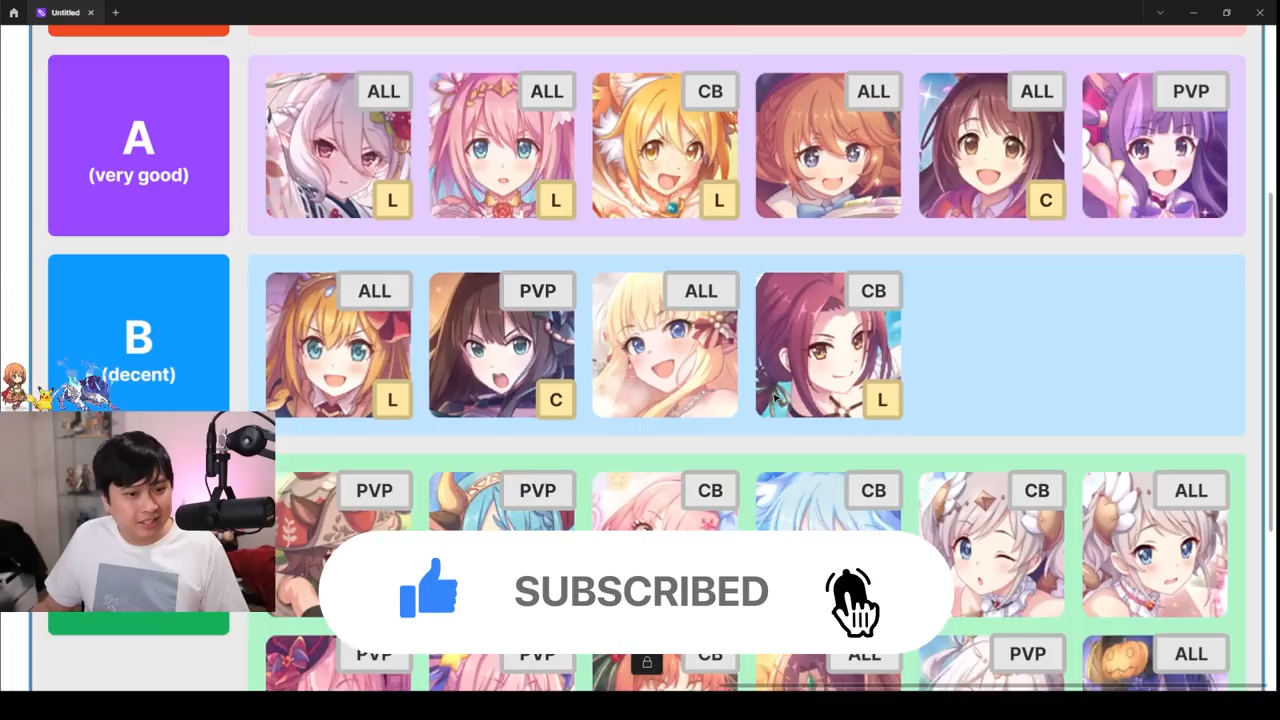 Untitled
ALL ALL CB ALL ALL PVP
A
(very good)
L L L C
ALL PVP ALL CB
B
(decent)
L C L
PVP PVP CB CB CB ALL
SUBSCRIBED
PVP PVP CB ALL PVP ALL